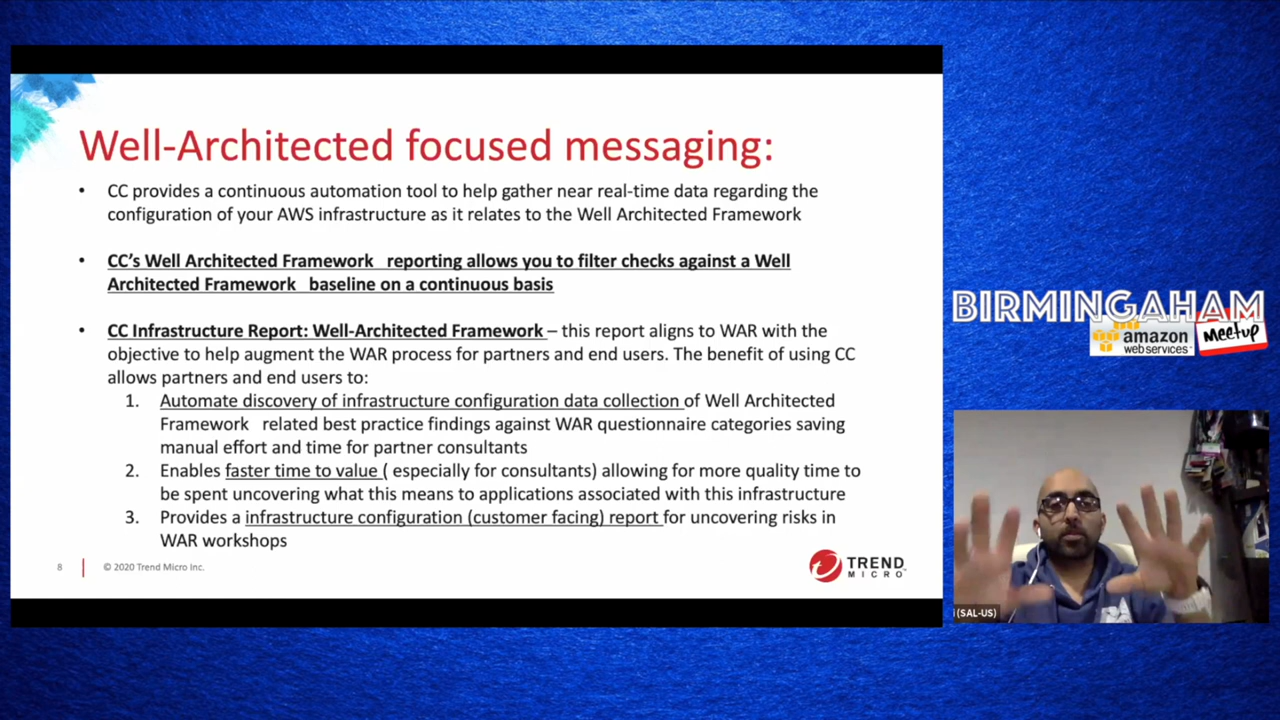 Well-Architected focused messaging:
• CC provides a continuous automation tool to help gather near real-time data regarding the
configuration of your AWS infrastructure as it relates to the Well Architected Framework
• CC's Well Architected Framework   reporting allows you to filter checks against a Well
Architected Framework   baseline on a continuous basis
• CC Infrastructure Report: Well-Architected Framework – this report aligns to WAR with the
objective to help augment the WAR process for partners and end users. The benefit of using CC
allows partners and end users to:
1. Automate discovery of infrastructure configuration data collection of Well Architected
Framework   related best practice findings against WAR questionnaire categories saving
manual effort and time for partner consultants
2. Enables faster time to value ( especially for consultants) allowing for more quality time to
be spent uncovering what this means to applications associated with this infrastructure
3. Provides a infrastructure configuration (customer facing) report for uncovering risks in
WAR workshops
8
© 2020 Trend Micro Inc.
TREND
MICRO™
BIRMINGAHAM
amazon
webservices™
Meetup
(SAL-US)